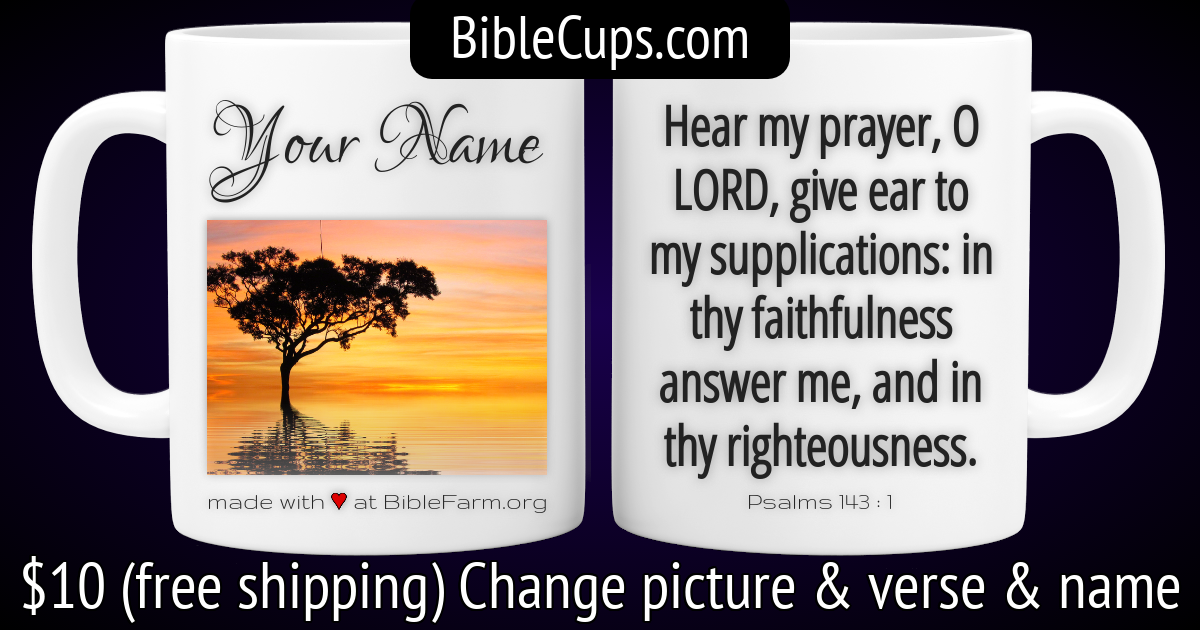 BibleCups.com
Your Name
made with ♥ at BibleFarm.org
Hear my prayer, O
LORD, give ear to
my supplications: in
thy faithfulness
answer me, and in
thy righteousness.
Psalms 143 : 1
$10 (free shipping) Change picture & verse & name